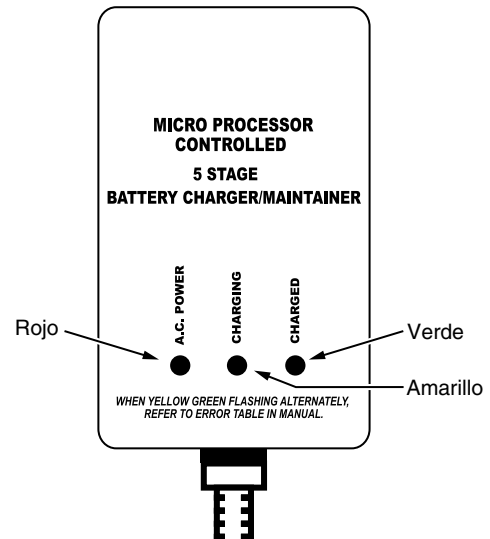 MICRO PROCESSOR
CONTROLLED
5 STAGE
BATTERY CHARGER/MAINTAINER
A.C. POWER
CHARGING
CHARGED
Rojo
Verde
Amarillo
WHEN YELLOW GREEN FLASHING ALTERNATELY,
REFER TO ERROR TABLE IN MANUAL.